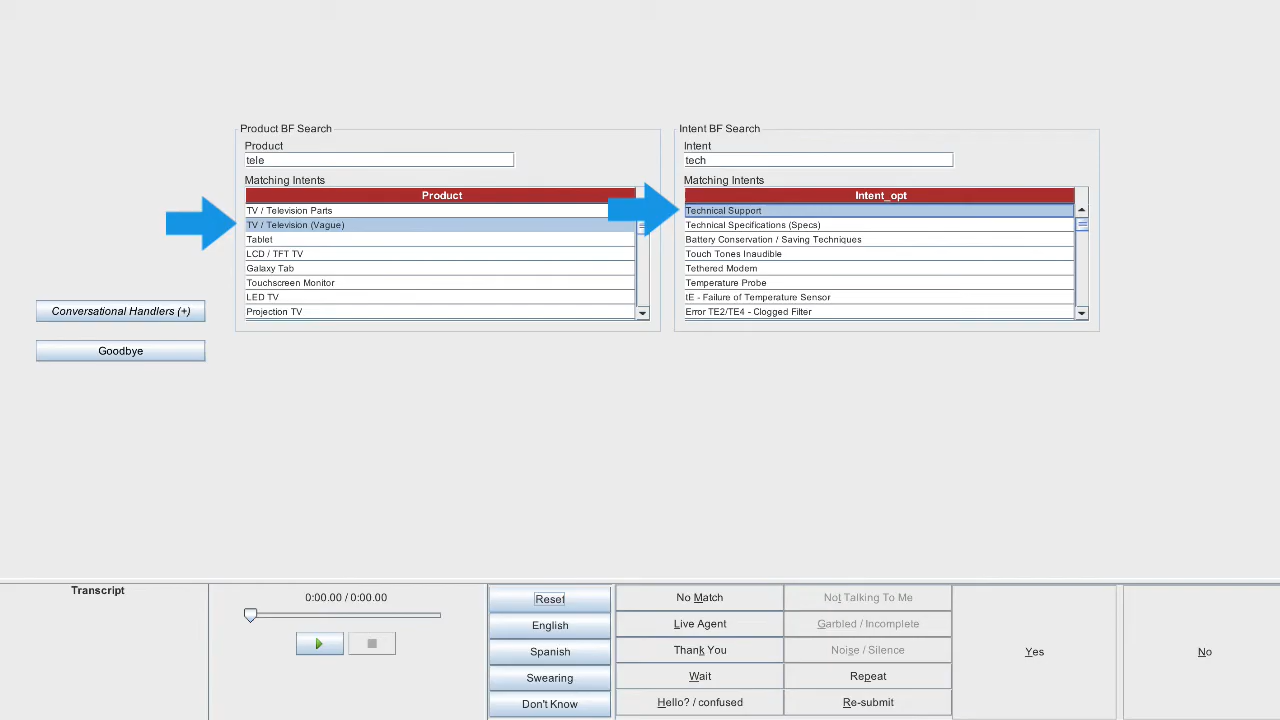 Product BF Search
Product
tele
Matching Intents
Product
TV / Television Parts
TV / Television (Vague)
Tablet
LCD / TFT TV
Galaxy Tab
Touchscreen Monitor
LED TV
Projection TV
Intent BF Search
Intent
tech
Matching Intents
Intent_opt
Technical Support
Technical Specifications (Specs)
Battery Conservation / Saving Techniques
Touch Tones Inaudible
Tethered Modem
Temperature Probe
tE - Failure of Temperature Sensor
Error TE2/TE4 - Clogged Filter
Conversational Handlers (+)
Goodbye
Transcript
0:00.00 / 0:00.00
Reset
English
Spanish
Swearing
Don't Know
No Match
Live Agent
Thank You
Wait
Hello? / confused
Not Talking To Me
Garbled / Incomplete
Noise / Silence
Repeat
Re-submit
Yes
No